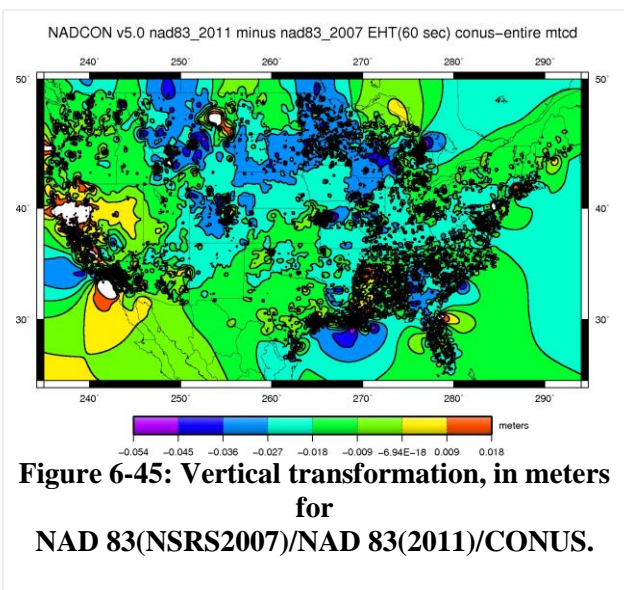 NADCON v5.0 nad83_2011 minus nad83_2007 EHT(60 sec) conus-entire mtcd
240˚ 250˚ 260˚ 270˚ 280˚ 290˚
50˚ 50˚
40˚ 40˚
30˚ 30˚
240˚ 250˚ 260˚ 270˚ 280˚ 290˚
meters
-0.054 -0.045 -0.036 -0.027 -0.018 -0.009 -6.94E-18 0.009 0.018
Figure 6-45: Vertical transformation, in meters
for
NAD 83(NSRS2007)/NAD 83(2011)/CONUS.